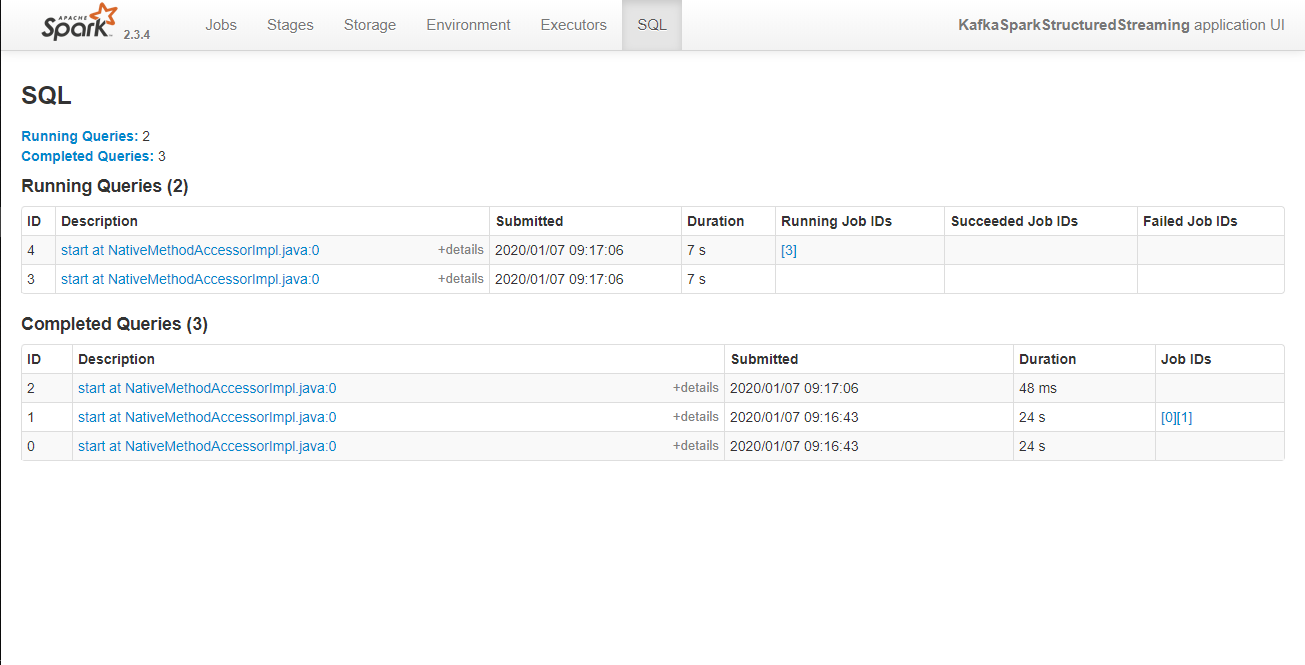 APACHE Spark 2.3.4 Jobs Stages Storage Environment Executors SQL KafkaSparkStructuredStreaming application UI
SQL
Running Queries: 2
Completed Queries: 3
Running Queries (2)
ID Description Submitted Duration Running Job IDs Succeeded Job IDs Failed Job IDs
4 start at NativeMethodAccessorImpl.java:0 +details 2020/01/07 09:17:06 7 s [3]
3 start at NativeMethodAccessorImpl.java:0 +details 2020/01/07 09:17:06 7 s
Completed Queries (3)
ID Description Submitted Duration Job IDs
2 start at NativeMethodAccessorImpl.java:0 +details 2020/01/07 09:17:06 48 ms
1 start at NativeMethodAccessorImpl.java:0 +details 2020/01/07 09:16:43 24 s [0][1]
0 start at NativeMethodAccessorImpl.java:0 +details 2020/01/07 09:16:43 24 s